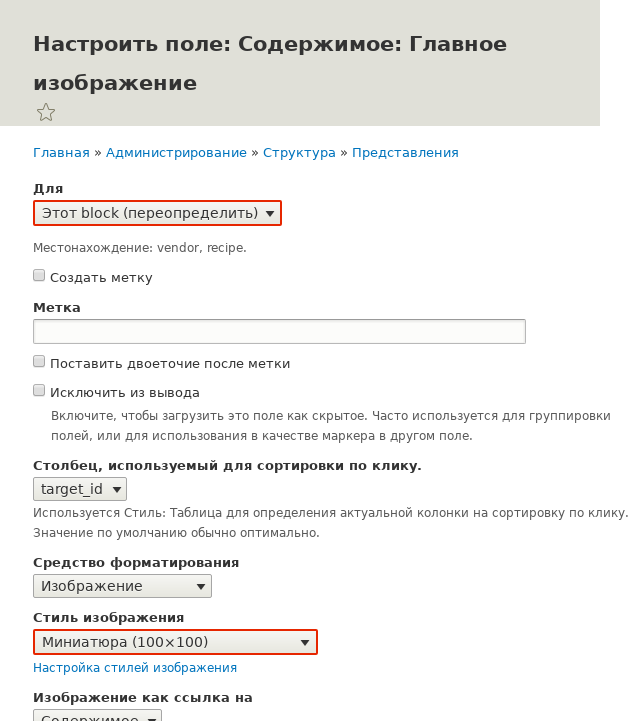 Настроить поле: Содержимое: Главное
изображение
Главная » Администрирование » Структура » Представления
Для
Этот block (переопределить)
Местонахождение: vendor, recipe.
Создать метку
Метка
Поставить двоеточие после метки
Исключить из вывода
Включите, чтобы загрузить это поле как скрытое. Часто используется для группировки
полей, или для использования в качестве маркера в другом поле.
Столбец, используемый для сортировки по клику.
target_id
Используется Стиль: Таблица для определения актуальной колонки на сортировку по клику.
Значение по умолчанию обычно оптимально.
Средство форматирования
Изображение
Стиль изображения
Миниатюра (100×100)
Настройка стилей изображения
Изображение как ссылка на
Содержимое